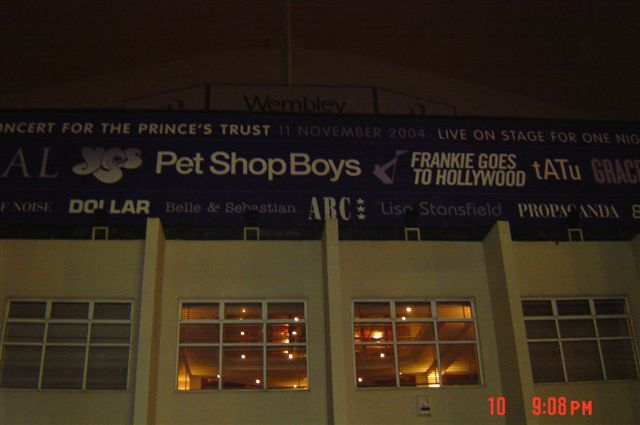 Wembley
ONCERT FOR THE PRINCE'S TRUST 11 NOVEMBER 2004 LIVE ON STAGE FOR ONE NIG
AL yes Pet Shop Boys FRANKIE GOES TO HOLLYWOOD tATu GRAC
F NOISE DOLLAR Belle & Sebastian ABC Lisa Stansfield PROPAGANDA
10 9:08PM